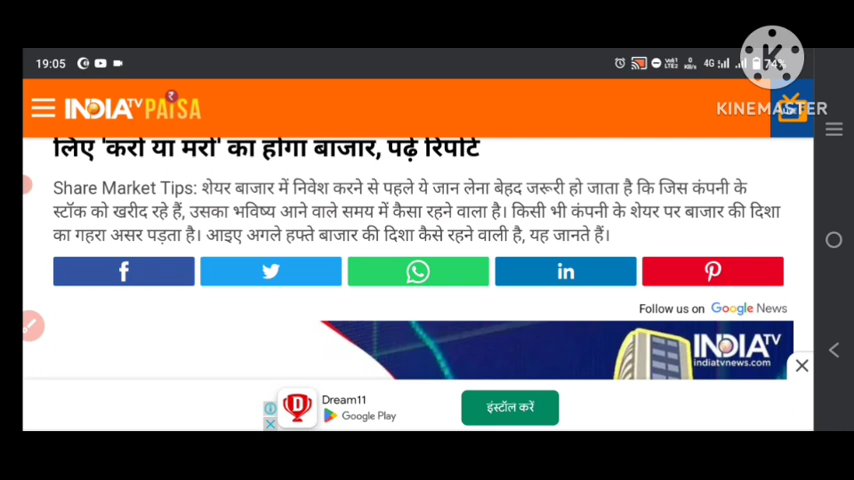 19:05
4G
74%
K
KINEMASTER
INDIA TV PAISA
लिए 'करो या मरो' का होगा बाजार, पढ़ें रिपोर्ट
Share Market Tips: शेयर बाजार में निवेश करने से पहले ये जान लेना बेहद जरूरी हो जाता है कि जिस कंपनी के
स्टॉक को खरीद रहे हैं, उसका भविष्य आने वाले समय में कैसा रहने वाला है। किसी भी कंपनी के शेयर पर बाजार की दिशा
का गहरा असर पड़ता है। आइए अगले हफ्ते बाजार की दिशा कैसे रहने वाली है, यह जानते हैं।
Follow us on Google News
INDIA TV
indiatvnews.com
Dream11
Google Play
इंस्टॉल करें